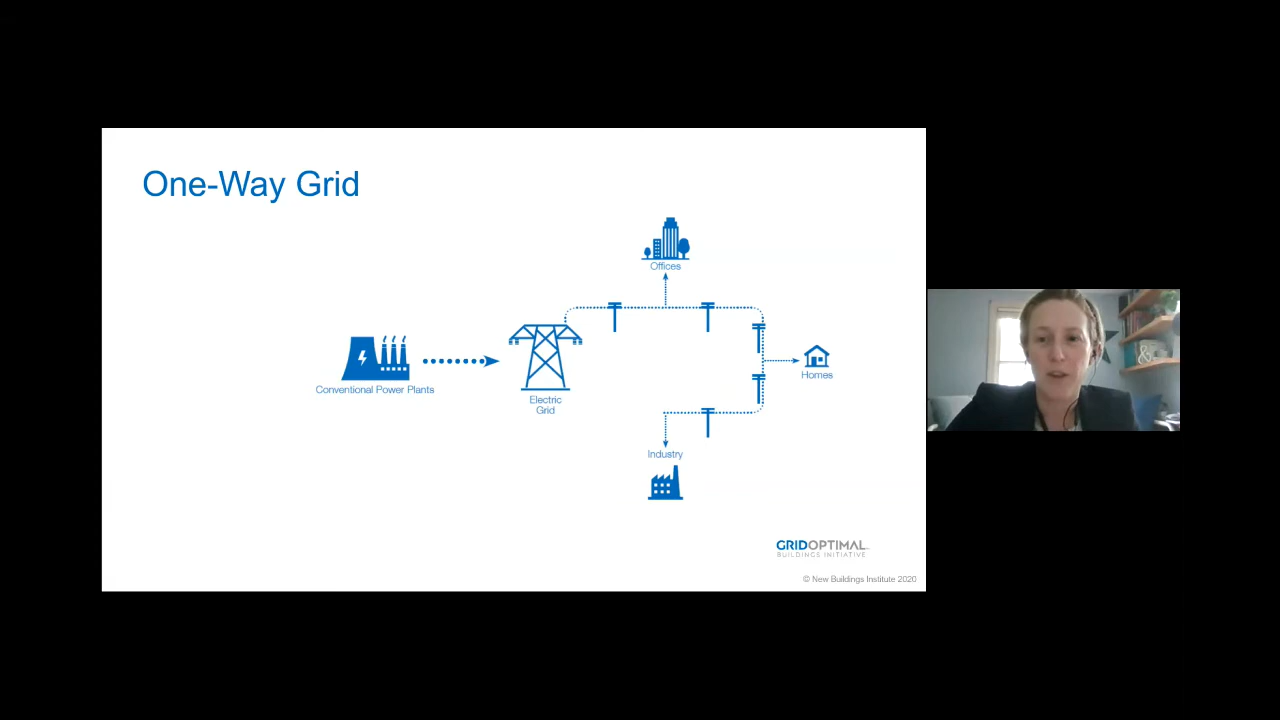 One-Way Grid
Offices
Conventional Power Plants
Electric
Grid
Homes
Industry
GRIDOPTIMAL
BUILDINGS INITIATIVE
© New Buildings Institute 2020